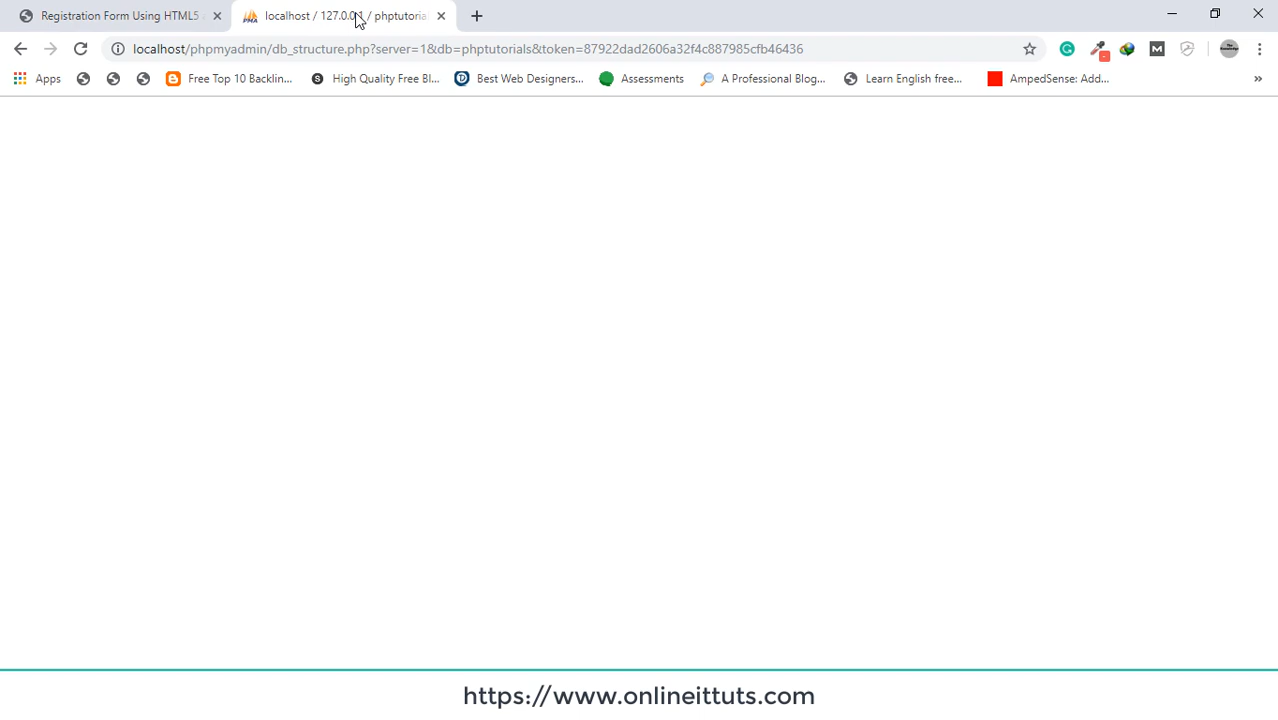 Registration Form Using HTML5
localhost / 127.0.0.1 / phptutoria
localhost/phpmyadmin/db_structure.php?server=1&db=phptutorials&token=87922dad2606a32f4c887985cfb46436
Apps Free Top 10 Backlin... High Quality Free Bl... Best Web Designers... Assessments A Professional Blog... Learn English free... AmpedSense: Add... »
https://www.onlineittuts.com